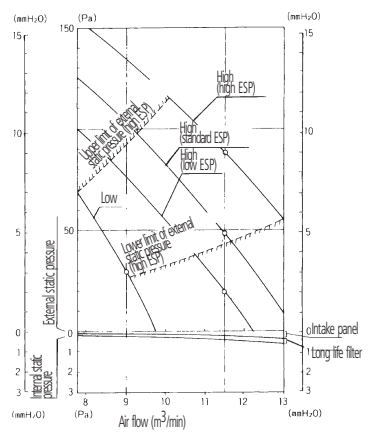 (mmH₂O)
(Pa)
(mmH₂O)
15
150
15
High
(high ESP)
Upper limit of external
static pressure (high ESP)
10
100
10
High
(standard ESP)
High
(low ESP)
Low
Lower limit of external
static pressure
(high ESP)
External static pressure
5
50
5
0
0
0
Intake panel
Long life filter
Internal static
pressure
1
2
3
0
1
2
3
1
2
3
(mmH₂O)
(Pa)
8
9
10
11
12
13
(mmH₂O)
Air flow (m³/min)